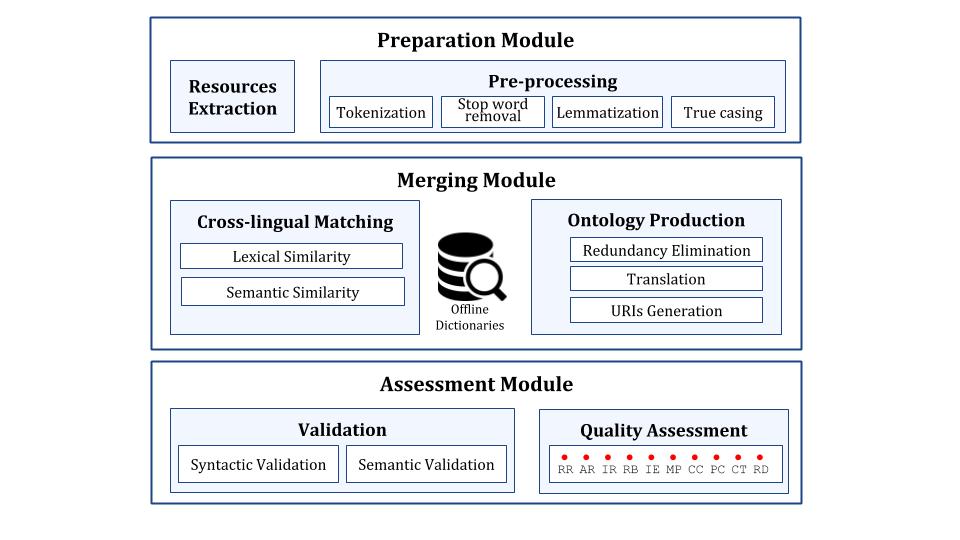 Preparation Module
Resources
Extraction
Pre-processing
Tokenization
Stop word
removal
Lemmatization
True casing
Merging Module
Cross-lingual Matching
Lexical Similarity
Semantic Similarity
Offline
Dictionaries
Ontology Production
Redundancy Elimination
Translation
URIs Generation
Assessment Module
Validation
Syntactic Validation
Semantic Validation
Quality Assessment
RR AR IR RB IE MP CC PC CT RD